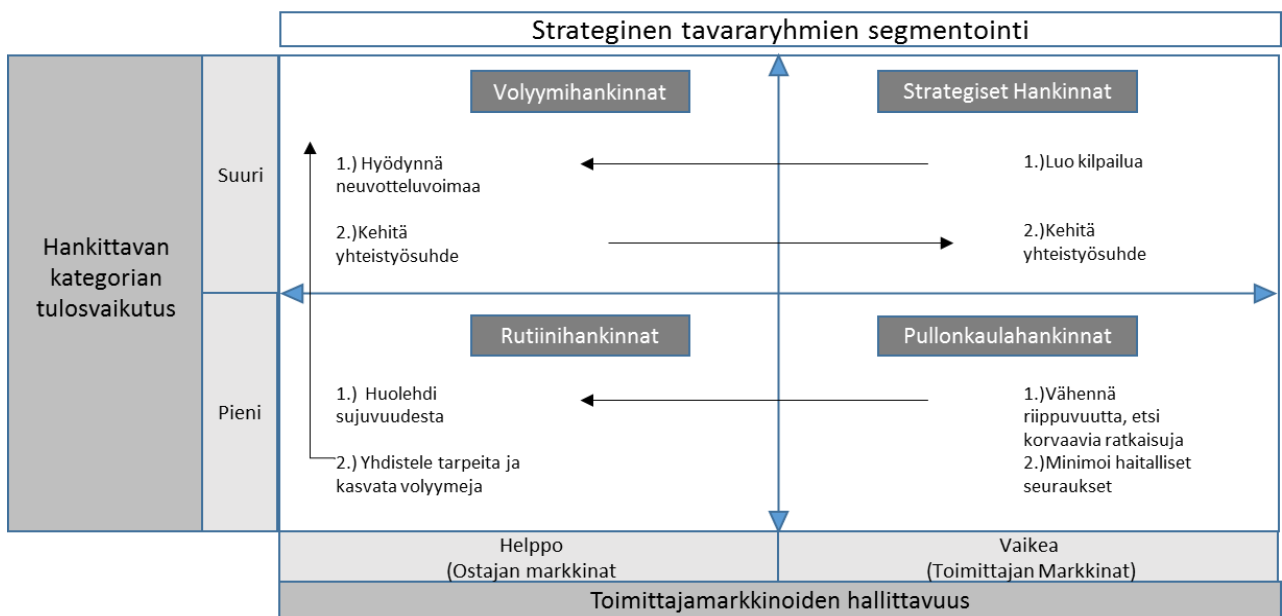 Strateginen tavararyhmien segmentointi
Hankittavan
kategorian
tulosvaikutus
Suuri
Volyymihankinnat
1.) Hyödynnä
neuvotteluvoimaa
2.)Kehitä
yhteistyösuhde
Strategiset Hankinnat
1.)Luo kilpailua
2.)Kehitä
yhteistyösuhde
Pieni
Rutiinihankinnat
1.) Huolehdi
sujuvuudesta
2.) Yhdistele tarpeita ja
kasvata volyymeja
Pullonkaulahankinnat
1.)Vähennä
riippuvuutta, etsi
korvaavia ratkaisuja
2.)Minimoi haitalliset
seuraukset
Helppo
(Ostajan markkinat
Vaikea
(Toimittajan Markkinat)
Toimittajamarkkinoiden hallittavuus